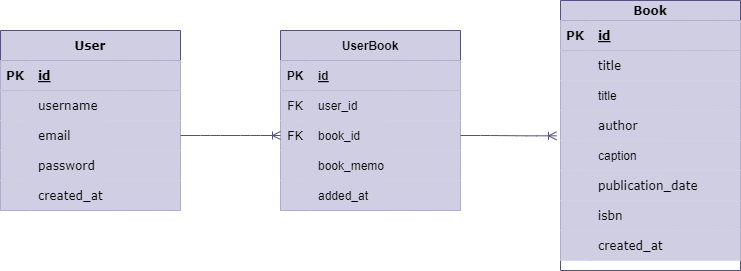 User
PK id
username
email
password
created_at
UserBook
PK id
FK user_id
FK book_id
book_memo
added_at
Book
PK id
title
title
author
caption
publication_date
isbn
created_at